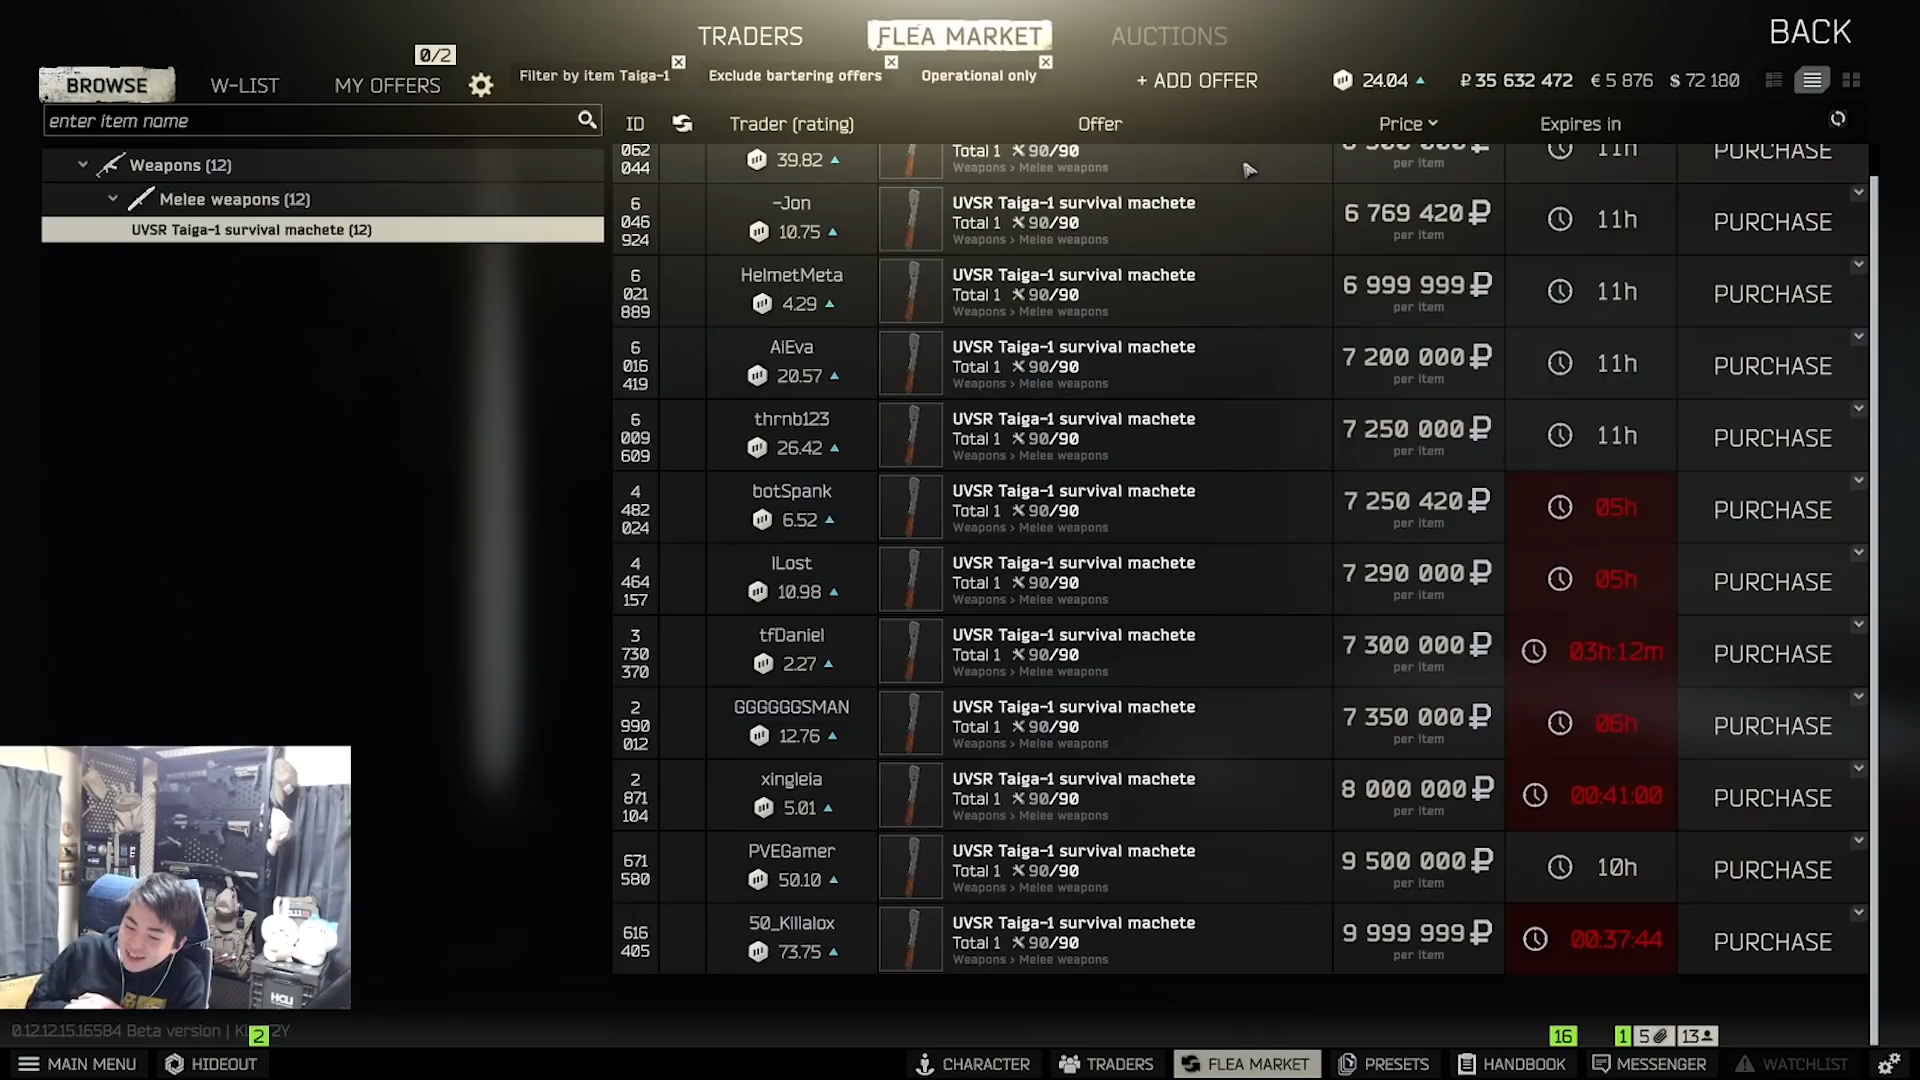 TRADERS FLEA MARKET AUCTIONS BACK
0/2
BROWSE W-LIST MY OFFERS Filter by item Taiga-1 Exclude bartering offers Operational only + ADD OFFER 24.04 ₽ 35 632 472 € 5 876 $ 72 180
enter item name
ID Trader (rating) Offer Price Expires in
Weapons (12)
Melee weapons (12)
UVSR Taiga-1 survival machete (12)
062 044 39.82 Total 1 90/90 Weapons > Melee weapons per item 11h PURCHASE
6 046 924 -Jon 10.75 UVSR Taiga-1 survival machete Total 1 90/90 Weapons > Melee weapons 6 769 420 ₽ per item 11h PURCHASE
6 021 889 HelmetMeta 4.29 UVSR Taiga-1 survival machete Total 1 90/90 Weapons > Melee weapons 6 999 999 ₽ per item 11h PURCHASE
6 016 419 AlEva 20.57 UVSR Taiga-1 survival machete Total 1 90/90 Weapons > Melee weapons 7 200 000 ₽ per item 11h PURCHASE
6 009 609 thrnb123 26.42 UVSR Taiga-1 survival machete Total 1 90/90 Weapons > Melee weapons 7 250 000 ₽ per item 11h PURCHASE
4 482 024 botSpank 6.52 UVSR Taiga-1 survival machete Total 1 90/90 Weapons > Melee weapons 7 250 420 ₽ per item 05h PURCHASE
4 464 157 lLost 10.98 UVSR Taiga-1 survival machete Total 1 90/90 Weapons > Melee weapons 7 290 000 ₽ per item 05h PURCHASE
3 730 370 tfDaniel 2.27 UVSR Taiga-1 survival machete Total 1 90/90 Weapons > Melee weapons 7 300 000 ₽ per item 03h:12m PURCHASE
2 990 012 GGGGGGSMAN 12.76 UVSR Taiga-1 survival machete Total 1 90/90 Weapons > Melee weapons 7 350 000 ₽ per item 06h PURCHASE
2 871 104 xingleia 5.01 UVSR Taiga-1 survival machete Total 1 90/90 Weapons > Melee weapons 8 000 000 ₽ per item 00:41:00 PURCHASE
671 580 PVEGamer 50.10 UVSR Taiga-1 survival machete Total 1 90/90 Weapons > Melee weapons 9 500 000 ₽ per item 10h PURCHASE
616 405 50_Killalox 73.75 UVSR Taiga-1 survival machete Total 1 90/90 Weapons > Melee weapons 9 999 999 ₽ per item 00:37:44 PURCHASE
HCLI
0.12.12.15.16584 Beta version | 2 2Y 16 1 5 13
MAIN MENU HIDEOUT CHARACTER TRADERS FLEA MARKET PRESETS HANDBOOK MESSENGER WATCHLIST